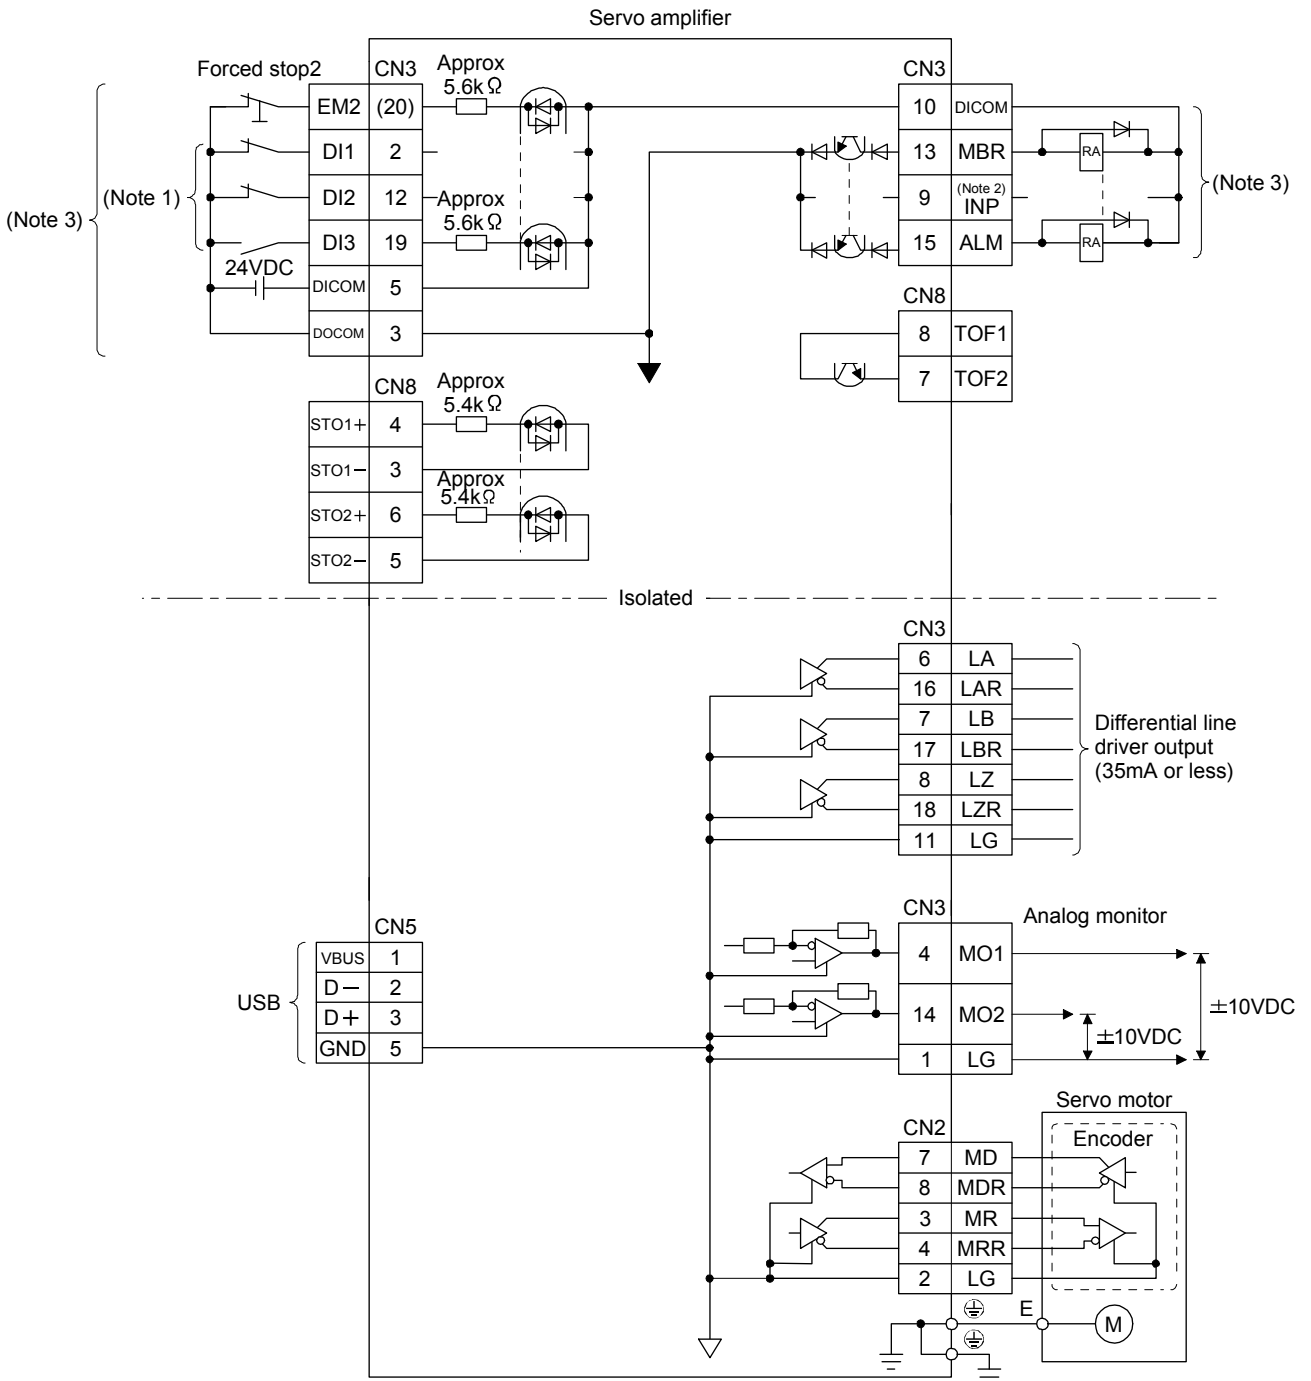 Servo amplifier
Forced stop2
CN3
Approx
5.6kΩ
EM2 (20)
DI1 2
DI2 12
Approx
5.6kΩ
DI3 19
24VDC
DICOM 5
DOCOM 3
(Note 1)
(Note 3)
CN3
10 DICOM
13 MBR
RA
9 (Note 2) INP
15 ALM
RA
(Note 3)
CN8
8 TOF1
7 TOF2
CN8
Approx
5.4kΩ
STO1+ 4
STO1− 3
Approx
5.4kΩ
STO2+ 6
STO2− 5
Isolated
CN3
6 LA
16 LAR
7 LB
17 LBR
8 LZ
18 LZR
11 LG
Differential line
driver output
(35mA or less)
CN5
VBUS 1
D− 2
D+ 3
GND 5
USB
CN3
Analog monitor
4 MO1
14 MO2
1 LG
±10VDC
±10VDC
Servo motor
CN2
Encoder
7 MD
8 MDR
3 MR
4 MRR
2 LG
E
M